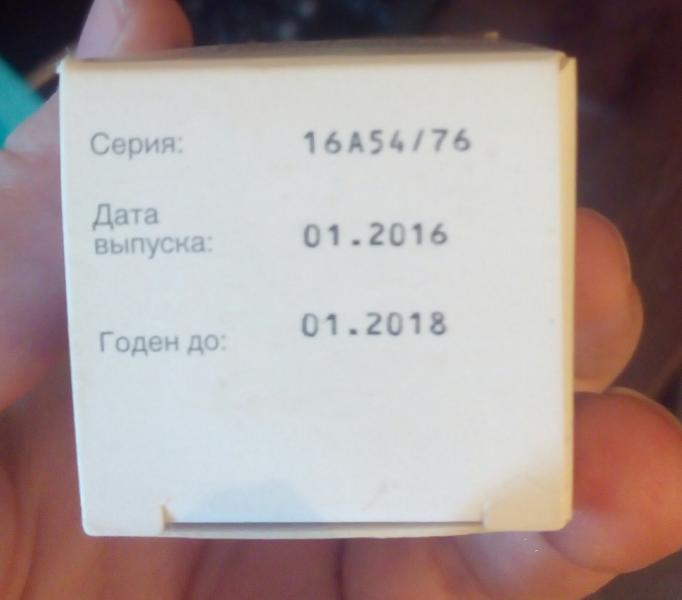 Серия: 16A54/76
Дата
выпуска: 01.2016
Годен до: 01.2018